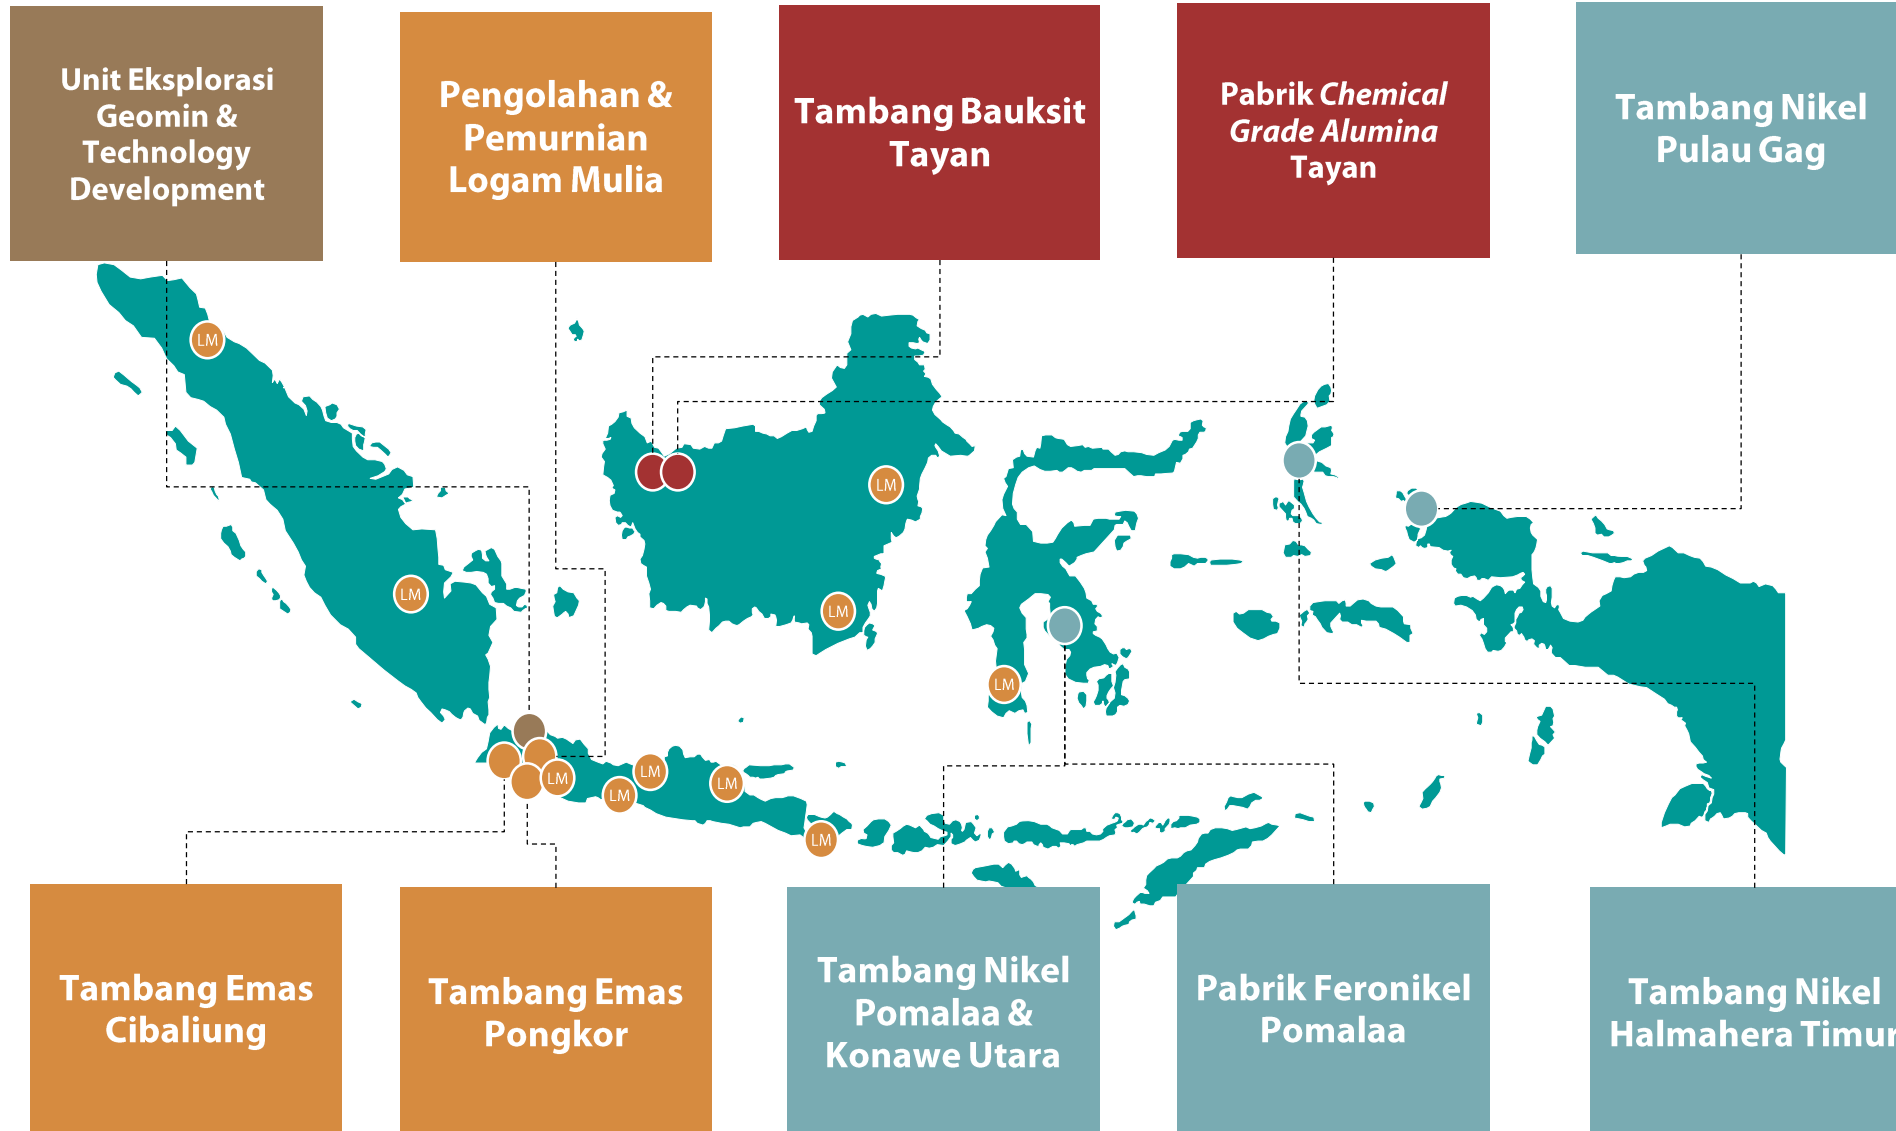 Unit Eksplorasi
Geomin &
Technology
Development
Pengolahan &
Pemurnian
Logam Mulia
Tambang Bauksit
Tayan
Pabrik Chemical
Grade Alumina
Tayan
Tambang Nikel
Pulau Gag
LM
LM
LM
LM
LM
LM
LM
LM
LM
LM
Tambang Emas
Cibaliung
Tambang Emas
Pongkor
Tambang Nikel
Pomalaa &
Konawe Utara
Pabrik Feronikel
Pomalaa
Tambang Nikel
Halmahera Timur